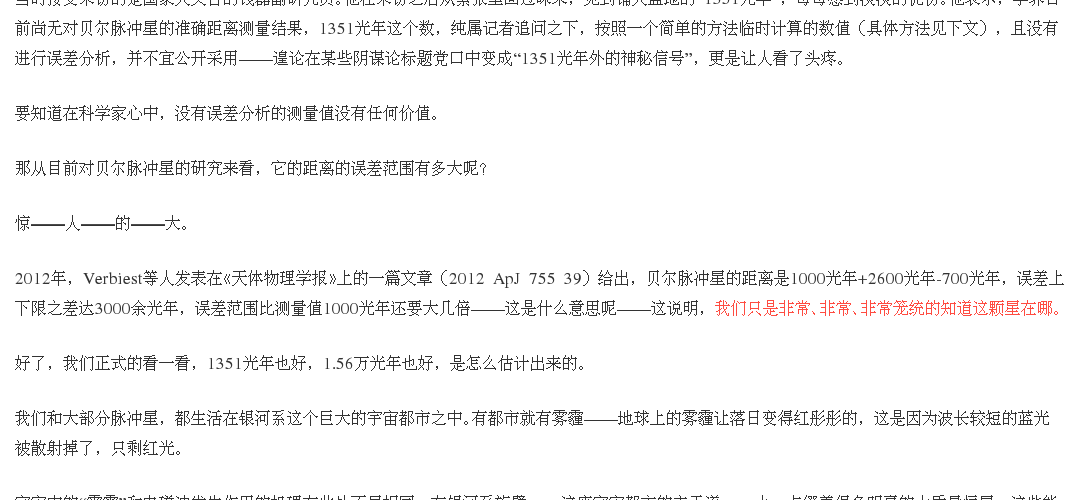 前尚无对贝尔脉冲星的准确距离测量结果，1351光年这个数，纯属记者追问之下，按照一个简单的方法临时计算的数值（具体方法见下文），且没有
进行误差分析，并不宜公开采用——遑论在某些阴谋论标题党口中变成“1351光年外的神秘信号”，更是让人看了头疼。
要知道在科学家心中，没有误差分析的测量值没有任何价值。
那从目前对贝尔脉冲星的研究来看，它的距离的误差范围有多大呢？
惊——人——的——大。
2012年，Verbiest等人发表在《天体物理学报》上的一篇文章（2012 ApJ 755 39）给出，贝尔脉冲星的距离是1000光年+2600光年-700光年，误差上
下限之差达3000余光年，误差范围比测量值1000光年还要大几倍——这是什么意思呢——这说明，我们只是非常、非常、非常笼统的知道这颗星在哪。
好了，我们正式的看一看，1351光年也好，1.56万光年也好，是怎么估计出来的。
我们和大部分脉冲星，都生活在银河系这个巨大的宇宙都市之中。有都市就有雾霾——地球上的雾霾让落日变得红彤彤的，这是因为波长较短的蓝光
被散射掉了，只剩红光。